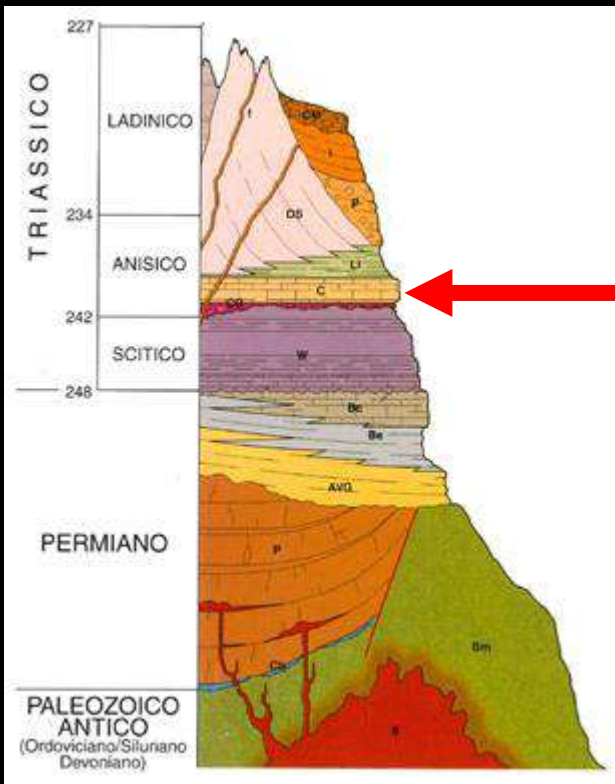 227
TRIASSICO
LADINICO
234
ANISICO
242
SCITICO
248
PERMIANO
PALEOZOICO
ANTICO
(Ordoviciano/Siluriano
Devoniano)
f
i
P
DS
Li
C
W
Bc
Be
AVG
P
Bm